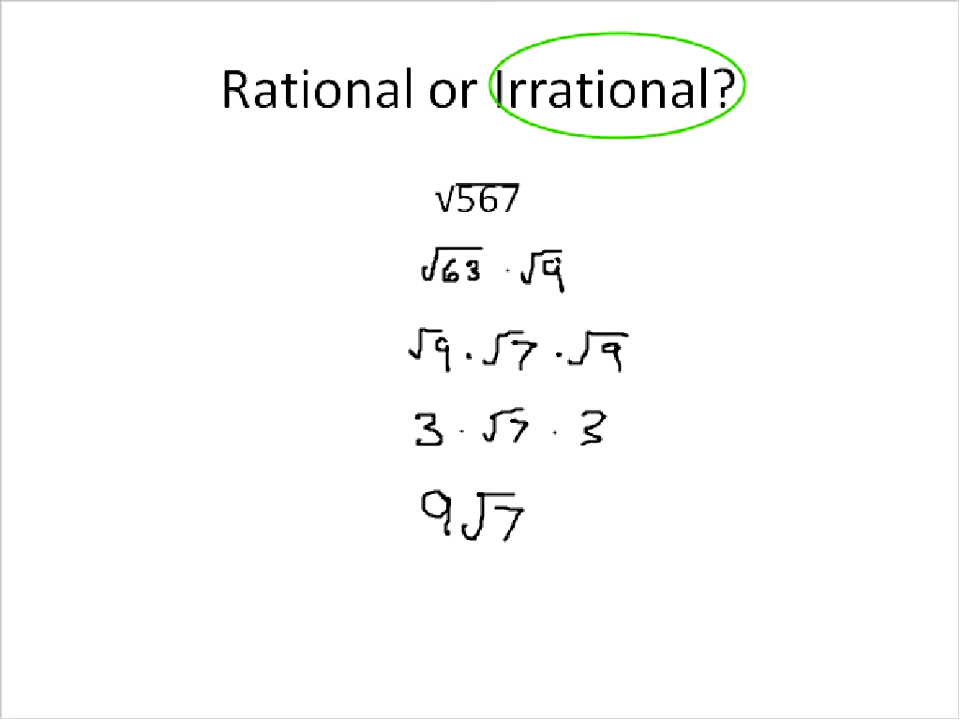 Rational or Irrational?
√567
√63 · √9
√9 · √7 · √9
3 · √7 · 3
9√7